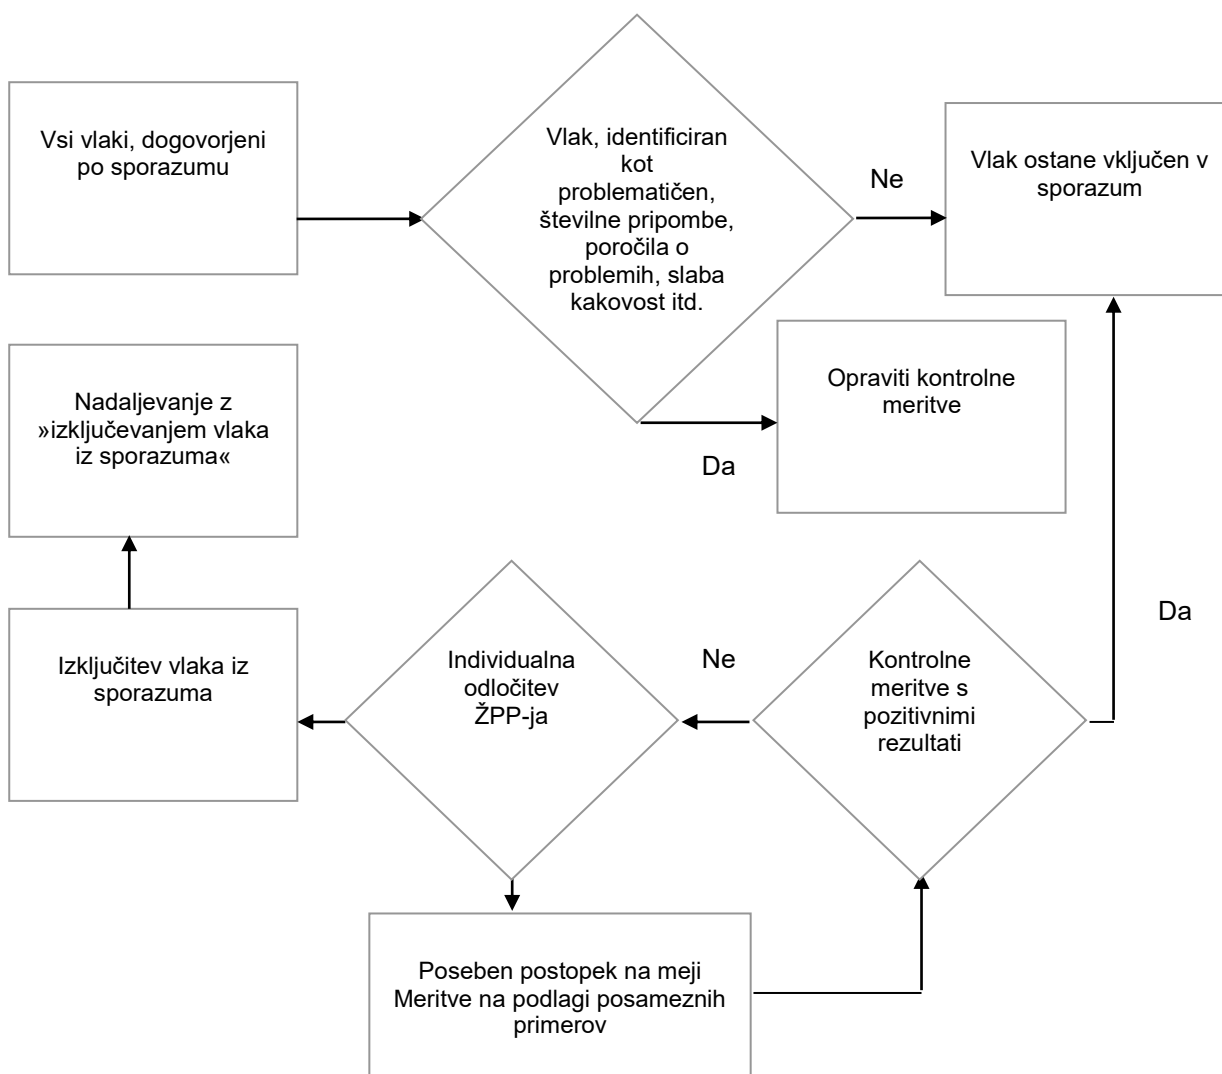 Vsi vlaki, dogovorjeni
po sporazumu
Vlak, identificiran
kot
problematičen,
številne pripombe,
poročila o
problemih, slaba
kakovost itd.
Ne
Vlak ostane vključen v
sporazum
Nadaljevanje z
»izključevanjem vlaka
iz sporazuma«
Opraviti kontrolne
meritve
Da
Izključitev vlaka iz
sporazuma
Individualna
odločitev
ŽPP-ja
Ne
Kontrolne
meritve s
pozitivnimi
rezultati
Da
Poseben postopek na meji
Meritve na podlagi posameznih
primerov